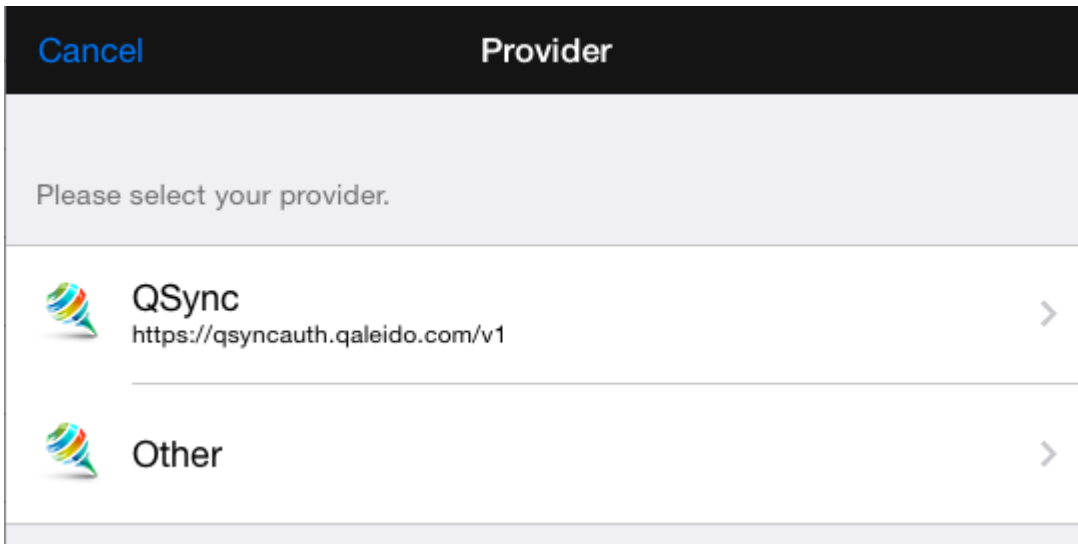 Cancel Provider
Please select your provider.
QSync
https://qsyncauth.qaleido.com/v1
Other